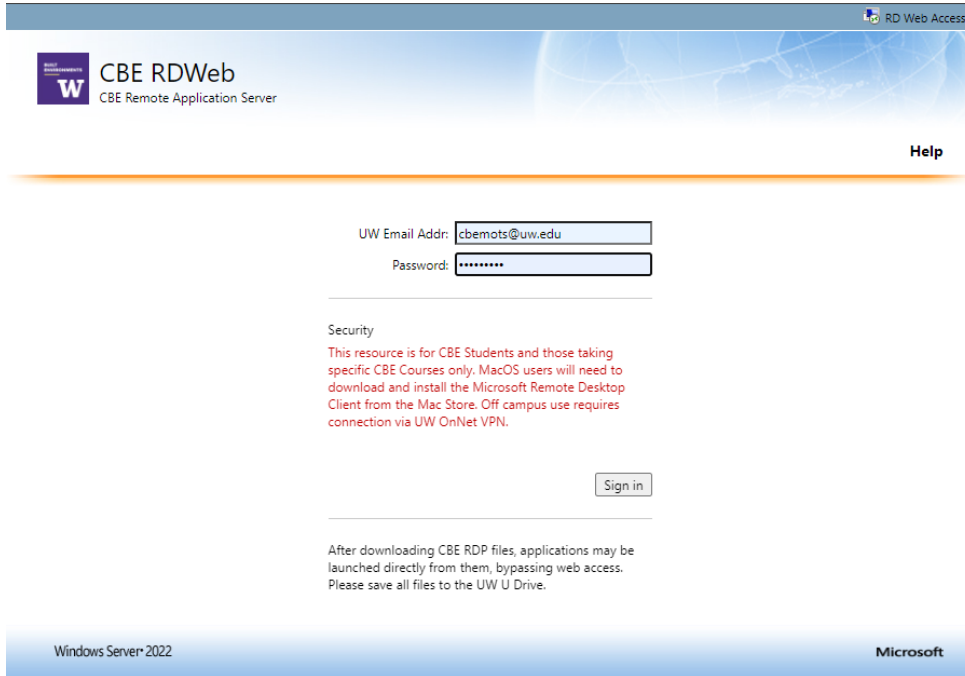 RD Web Access
BUILT
ENVIRONMENTS
W
CBE RDWeb
CBE Remote Application Server
Help
UW Email Addr: cbemots@uw.edu
Password: •••••••••
Security
This resource is for CBE Students and those taking
specific CBE Courses only. MacOS users will need to
download and install the Microsoft Remote Desktop
Client from the Mac Store. Off campus use requires
connection via UW OnNet VPN.
Sign in
After downloading CBE RDP files, applications may be
launched directly from them, bypassing web access.
Please save all files to the UW U Drive.
Windows Server 2022
Microsoft